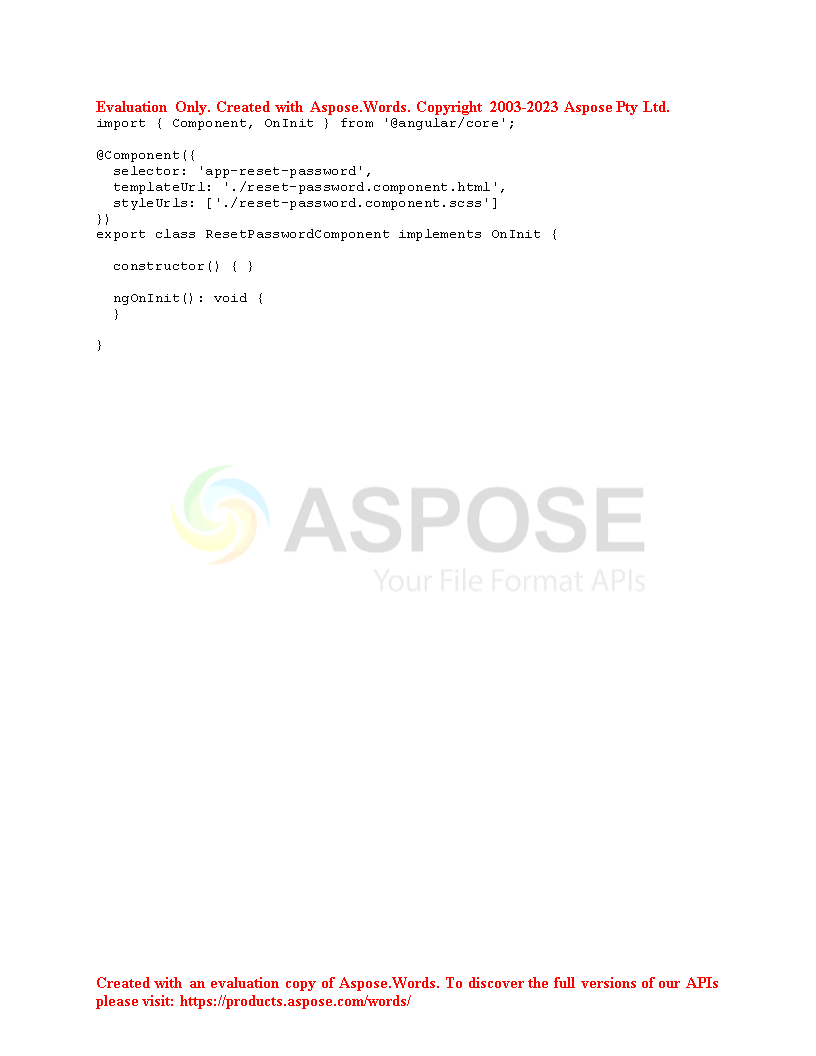 Evaluation Only. Created with Aspose.Words. Copyright 2003-2023 Aspose Pty Ltd.
import { Component, OnInit } from '@angular/core';

@Component({
  selector: 'app-reset-password',
  templateUrl: './reset-password.component.html',
  styleUrls: ['./reset-password.component.scss']
})
export class ResetPasswordComponent implements OnInit {

  constructor() { }

  ngOnInit(): void {
  }

}
ASPOSE
Your File Format APIs
Created with an evaluation copy of Aspose.Words. To discover the full versions of our APIs
please visit: https://products.aspose.com/words/